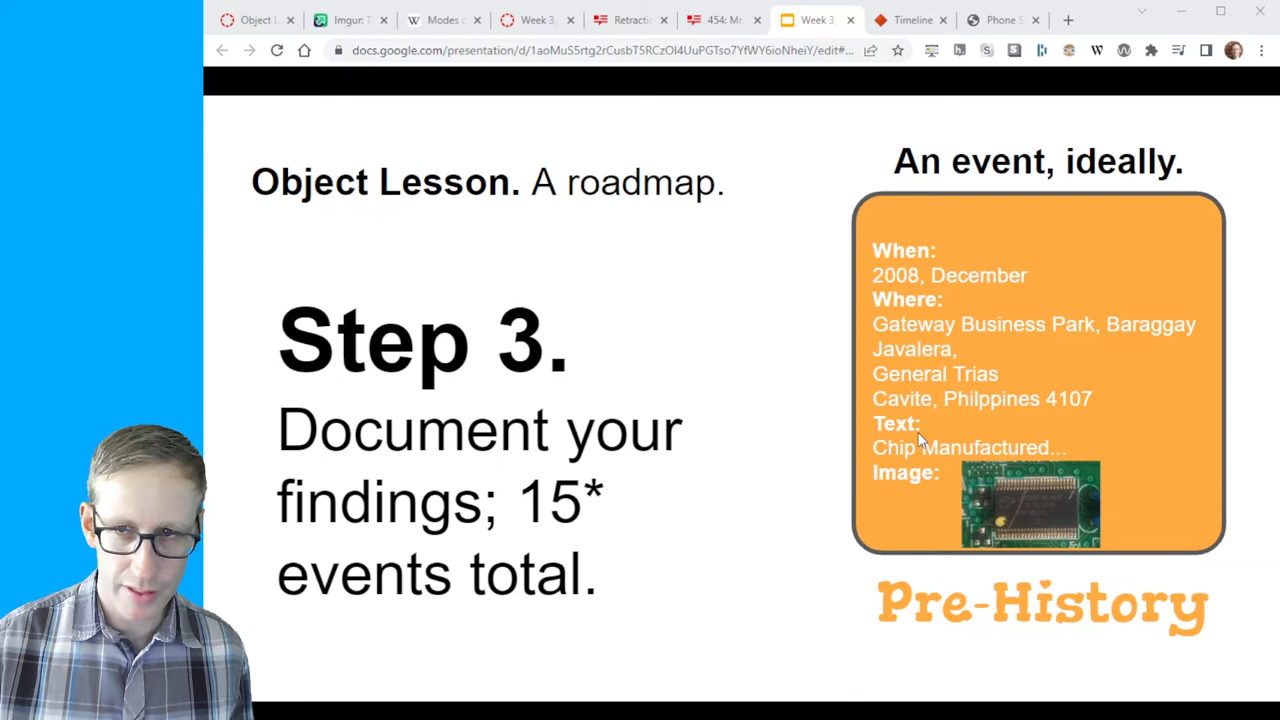 Object L
Imgur: T
Modes c
Week 3,
Retractio
454: Mr
Week 3,
Timeline
Phone S
docs.google.com/presentation/d/1aoMuS5rtg2rCusbT5RCzOl4UuPGTso7YfWY6ioNheiY/edit#...
Object Lesson. A roadmap.
Step 3.
Document your
findings; 15*
events total.
An event, ideally.
When:
2008, December
Where:
Gateway Business Park, Baraggay
Javalera,
General Trias
Cavite, Philppines 4107
Text:
Chip Manufactured...
Image:
Pre-History